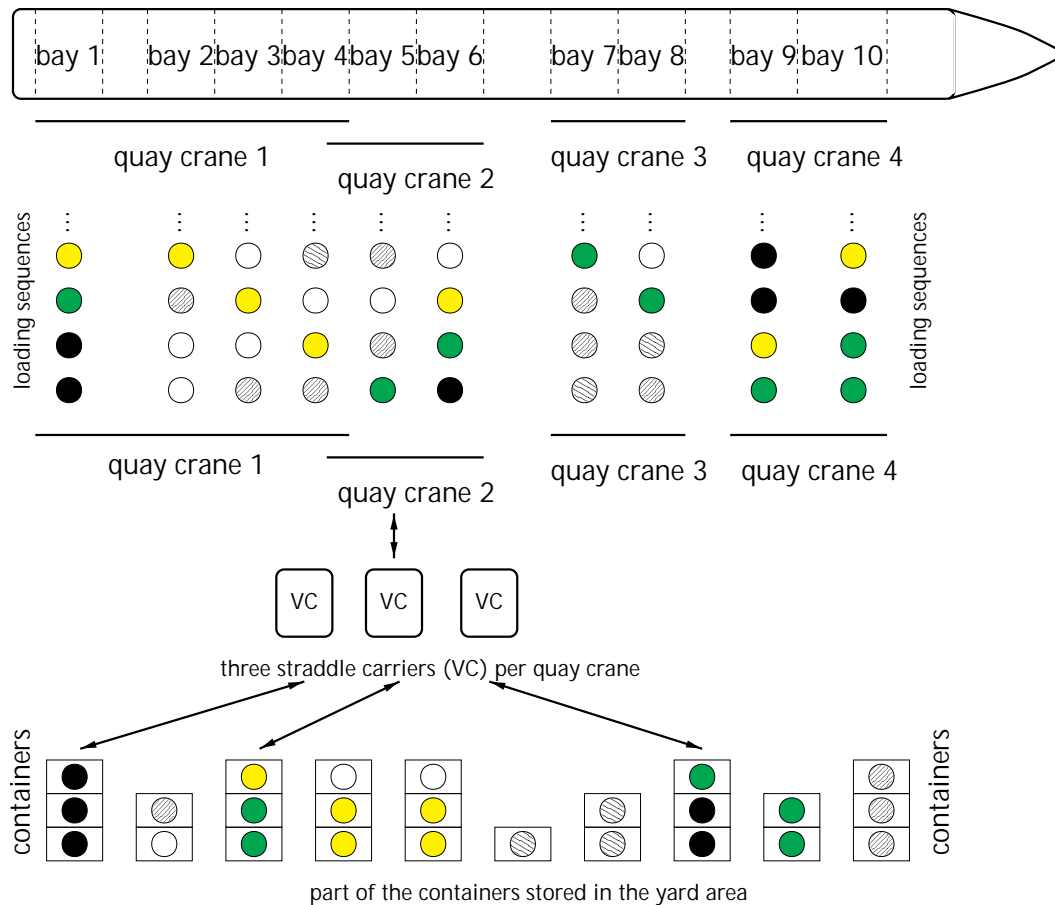 bay 1 bay 2 bay 3 bay 4 bay 5 bay 6 bay 7 bay 8 bay 9 bay 10
quay crane 1
quay crane 2
quay crane 3
quay crane 4
loading sequences
loading sequences
quay crane 1
quay crane 2
quay crane 3
quay crane 4
VC VC VC
three straddle carriers (VC) per quay crane
containers
containers
part of the containers stored in the yard area